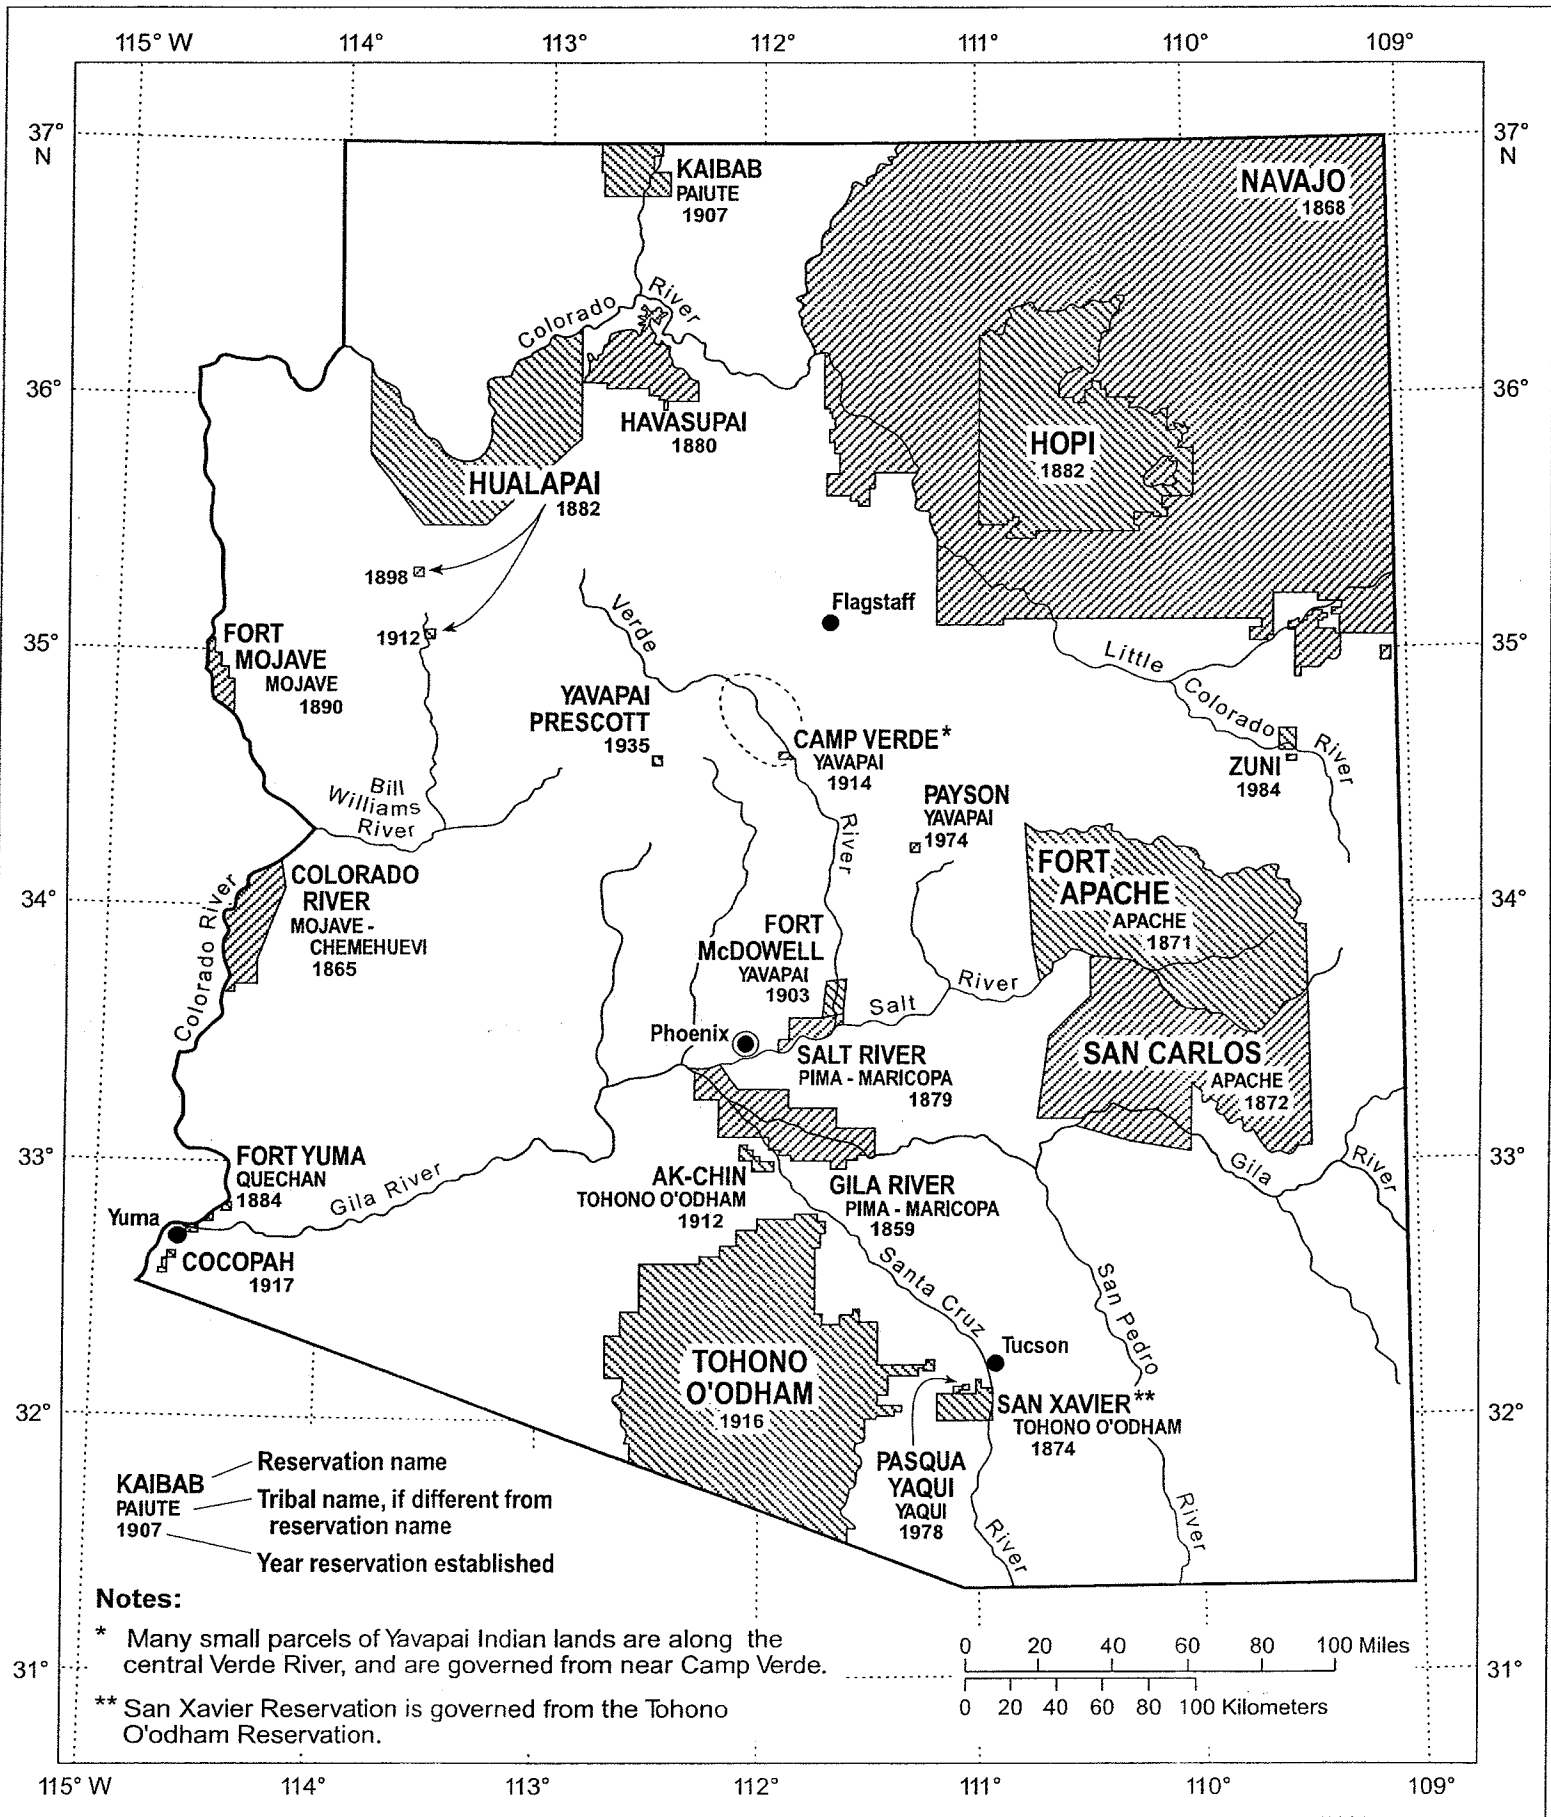 115° W 114° 113° 112° 111° 110° 109°
37°
N
37°
N
KAIBAB
PAIUTE
1907
NAVAJO
1868
Colorado River
36°
36°
HAVASUPAI
1880
HOPI
1882
HUALAPAI
1882
1898
1912
Flagstaff
Verde
35°
35°
FORT
MOJAVE
MOJAVE
1890
Little
Colorado
River
YAVAPAI
PRESCOTT
1935
CAMP VERDE*
YAVAPAI
1914
ZUNI
1984
Bill
Williams
River
PAYSON
YAVAPAI
1974
River
34°
34°
COLORADO
RIVER
MOJAVE -
CHEMEHUEVI
1865
Colorado River
FORT
APACHE
APACHE
1871
FORT
McDOWELL
YAVAPAI
1903
Salt River
Phoenix
SALT RIVER
PIMA - MARICOPA
1879
SAN CARLOS
APACHE
1872
33°
33°
FORT YUMA
QUECHAN
1884
Gila River
AK-CHIN
TOHONO O'ODHAM
1912
GILA RIVER
PIMA - MARICOPA
1859
Gila River
Yuma
COCOPAH
1917
Santa Cruz
San Pedro
Tucson
TOHONO
O'ODHAM
1916
SAN XAVIER**
TOHONO O'ODHAM
1874
32°
32°
PASQUA
YAQUI
YAQUI
1978
River
River
KAIBAB
PAIUTE
1907
Reservation name
Tribal name, if different from
reservation name
Year reservation established
Notes:
* Many small parcels of Yavapai Indian lands are along the
central Verde River, and are governed from near Camp Verde.
** San Xavier Reservation is governed from the Tohono
O'odham Reservation.
0 20 40 60 80 100 Miles
0 20 40 60 80 100 Kilometers
31°
31°
115° W 114° 113° 112° 111° 110° 109°